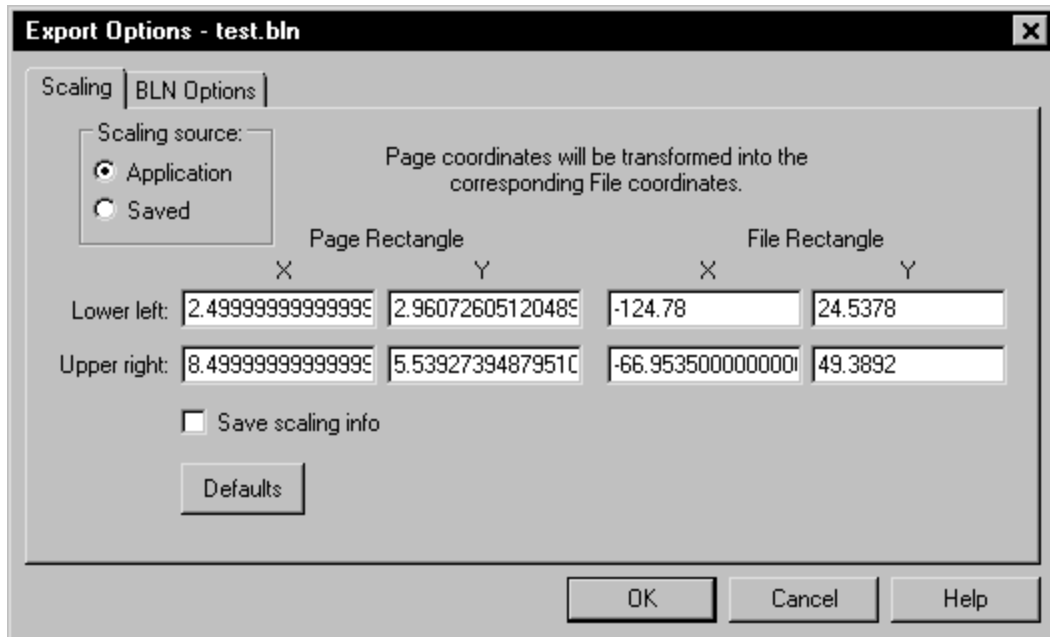 Export Options - test.bln
Scaling BLN Options
Scaling source:
Application
Saved
Page coordinates will be transformed into the
corresponding File coordinates.
Page Rectangle File Rectangle
X Y X Y
Lower left: 2.49999999999999 2.96072605120489 -124.78 24.5378
Upper right: 8.49999999999999 5.5392739487951 -66.953500000000 49.3892
Save scaling info
Defaults
OK Cancel Help